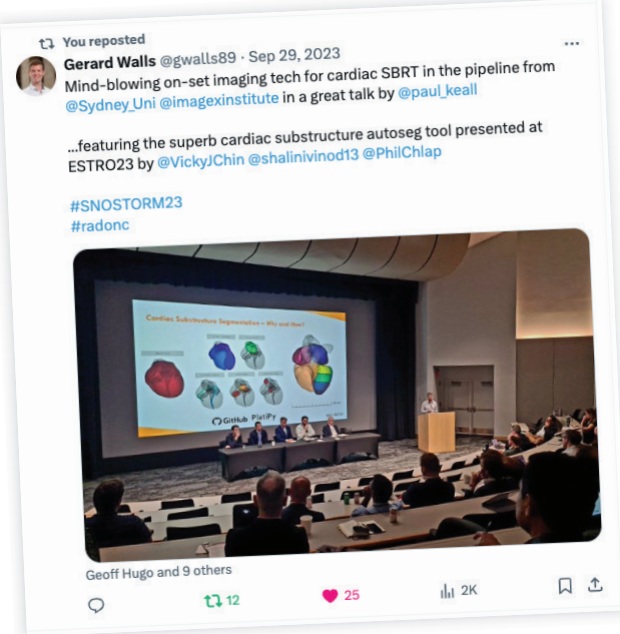 You reposted
Gerard Walls @gwalls89 · Sep 29, 2023
Mind-blowing on-set imaging tech for cardiac SBRT in the pipeline from
@Sydney_Uni @imagexinstitute in a great talk by @paul_keall
...featuring the superb cardiac substructure autoseg tool presented at
ESTRO23 by @VickyJChin @shalinivinod13 @PhilChlap
#SNOSTORM23
#radonc
Cardiac Substructure Segmentation – Why and How?
GitHub PlatiPy
Geoff Hugo and 9 others
12
25
2K